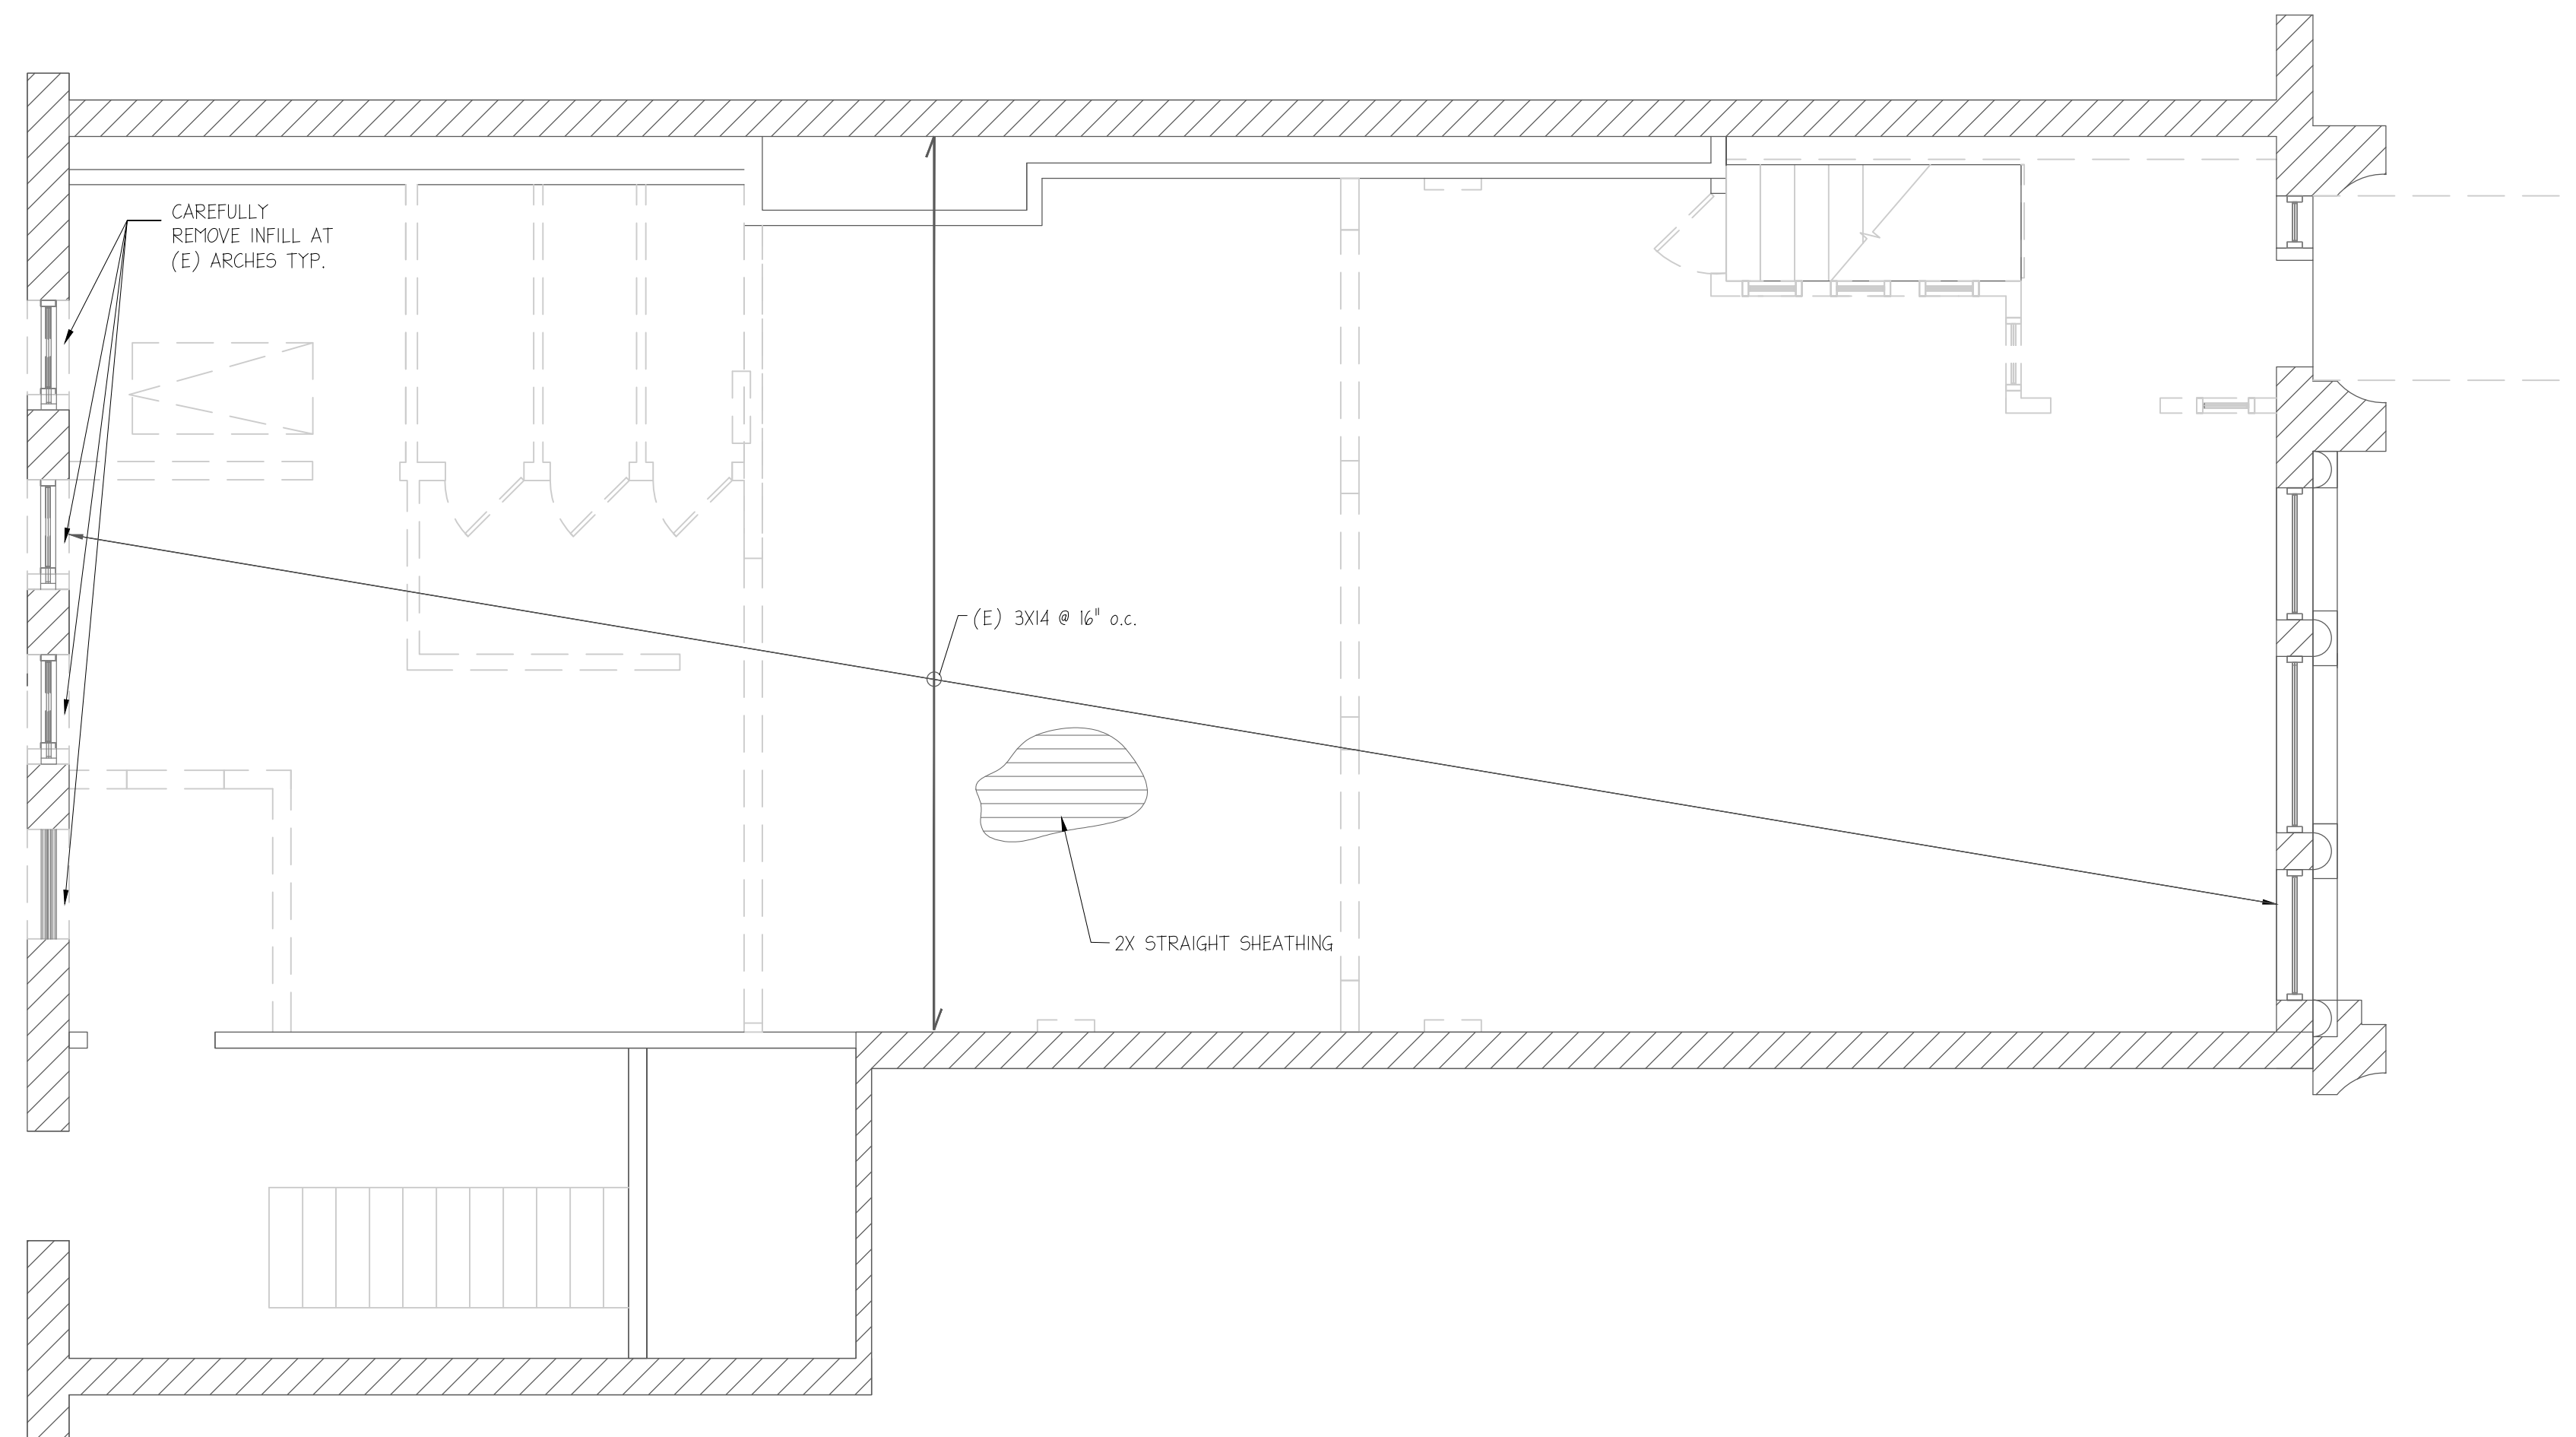 CAREFULLY
REMOVE INFILL AT
(E) ARCHES TYP.
(E) 3X14 @ 16" o.c.
2X STRAIGHT SHEATHING